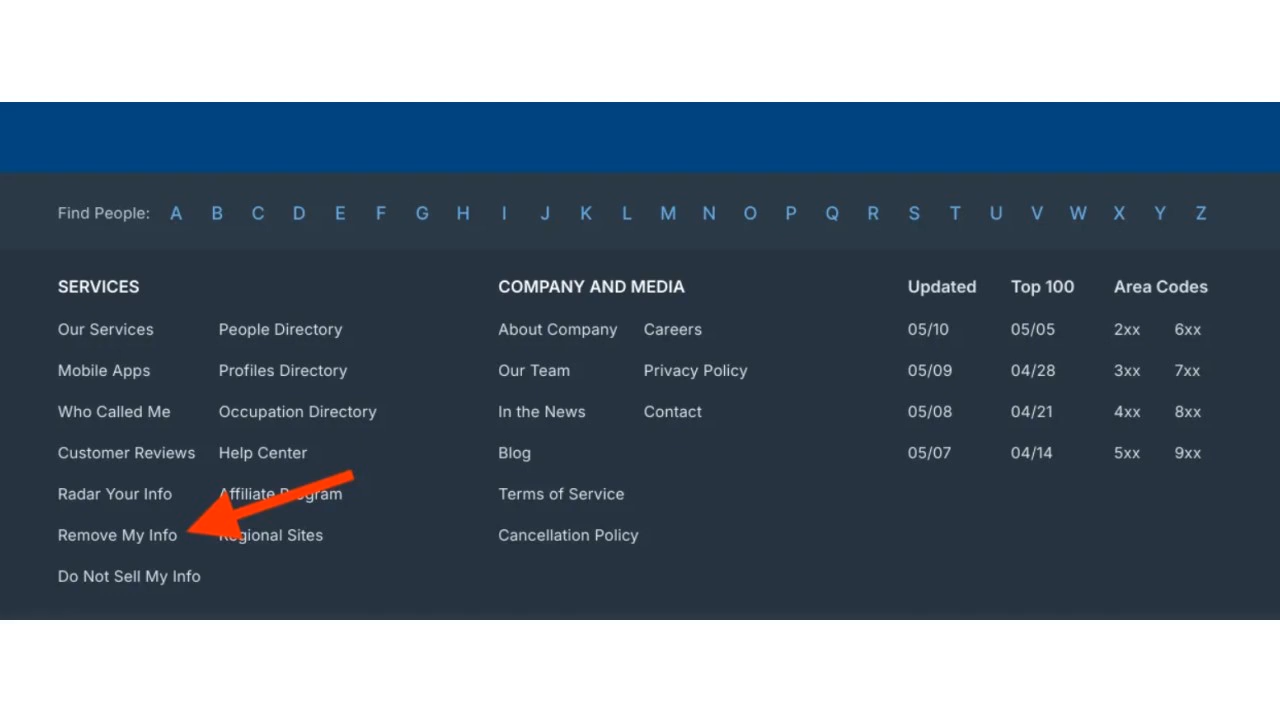 Find People: A B C D E F G H I J K L M N O P Q R S T U V W X Y Z
SERVICES COMPANY AND MEDIA Updated Top 100 Area Codes
Our Services People Directory About Company Careers 05/10 05/05 2xx 6xx
Mobile Apps Profiles Directory Our Team Privacy Policy 05/09 04/28 3xx 7xx
Who Called Me Occupation Directory In the News Contact 05/08 04/21 4xx 8xx
Customer Reviews Help Center Blog 05/07 04/14 5xx 9xx
Radar Your Info Affiliate Program Terms of Service
Remove My Info Regional Sites Cancellation Policy
Do Not Sell My Info